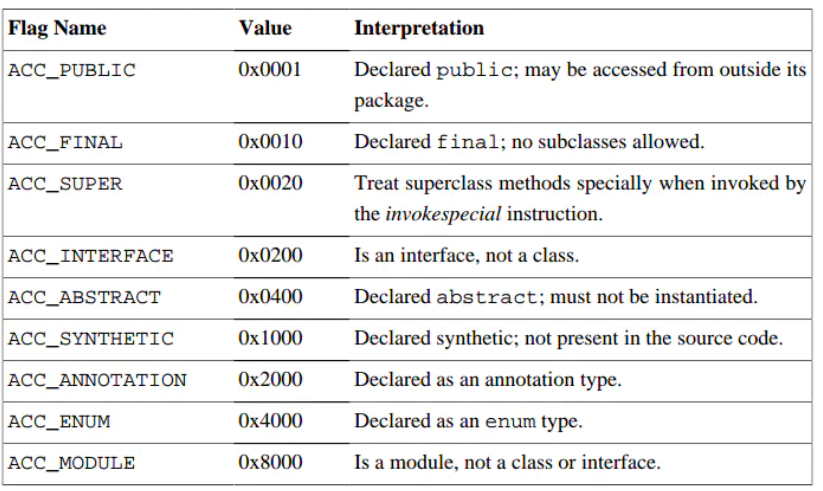 Flag Name Value Interpretation
ACC_PUBLIC 0x0001 Declared public; may be accessed from outside its
package.
ACC_FINAL 0x0010 Declared final; no subclasses allowed.
ACC_SUPER 0x0020 Treat superclass methods specially when invoked by
the invokespecial instruction.
ACC_INTERFACE 0x0200 Is an interface, not a class.
ACC_ABSTRACT 0x0400 Declared abstract; must not be instantiated.
ACC_SYNTHETIC 0x1000 Declared synthetic; not present in the source code.
ACC_ANNOTATION 0x2000 Declared as an annotation type.
ACC_ENUM 0x4000 Declared as an enum type.
ACC_MODULE 0x8000 Is a module, not a class or interface.